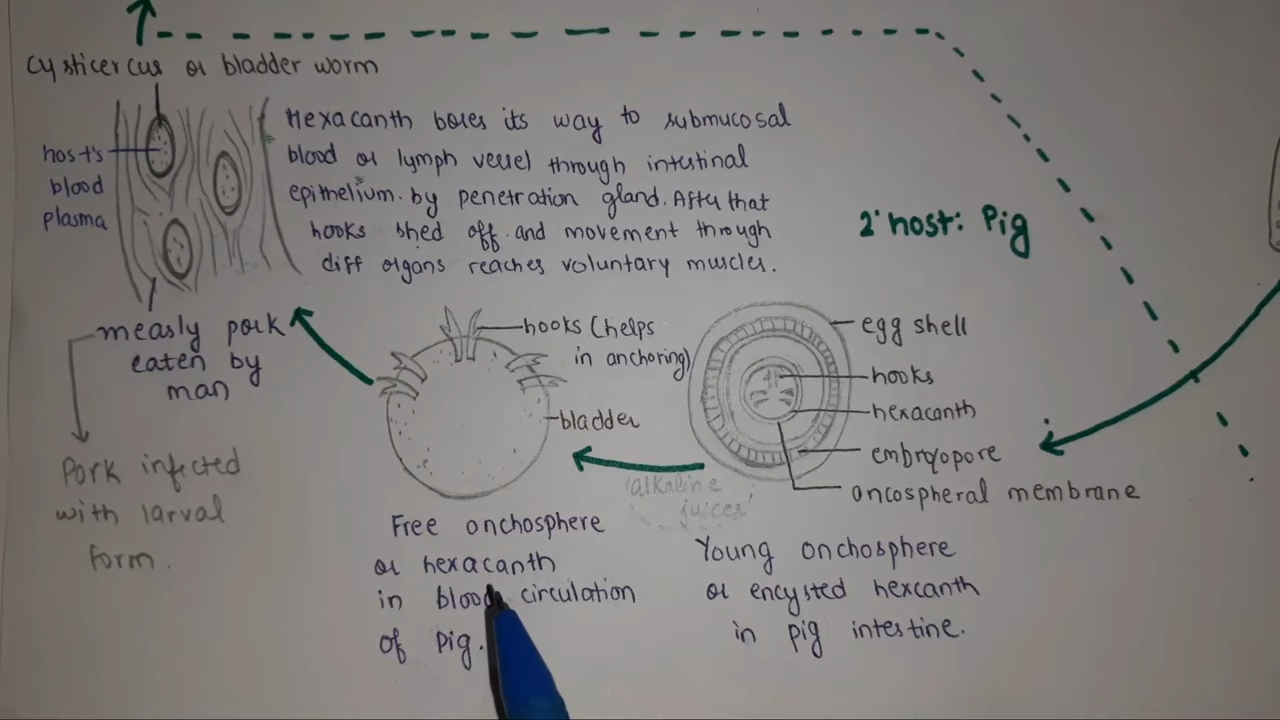 cysticercus or bladder worm
host's
blood
plasma
Hexacanth bores its way to submucosal
blood or lymph vessel through intestinal
epithelium. by penetration gland. After that
hooks shed off and movement through
diff organs reaches voluntary muscles.
2° host: Pig
measly pork
eaten by
man
Pork infected
with larval
form.
hooks (helps
in anchoring)
bladder
egg shell
hooks
hexacanth
embryopore
oncospheral membrane
alkaline
juices
Free onchosphere
or hexacanth
in blood circulation
of Pig.
Young onchosphere
or encysted hexcanth
in pig intestine.